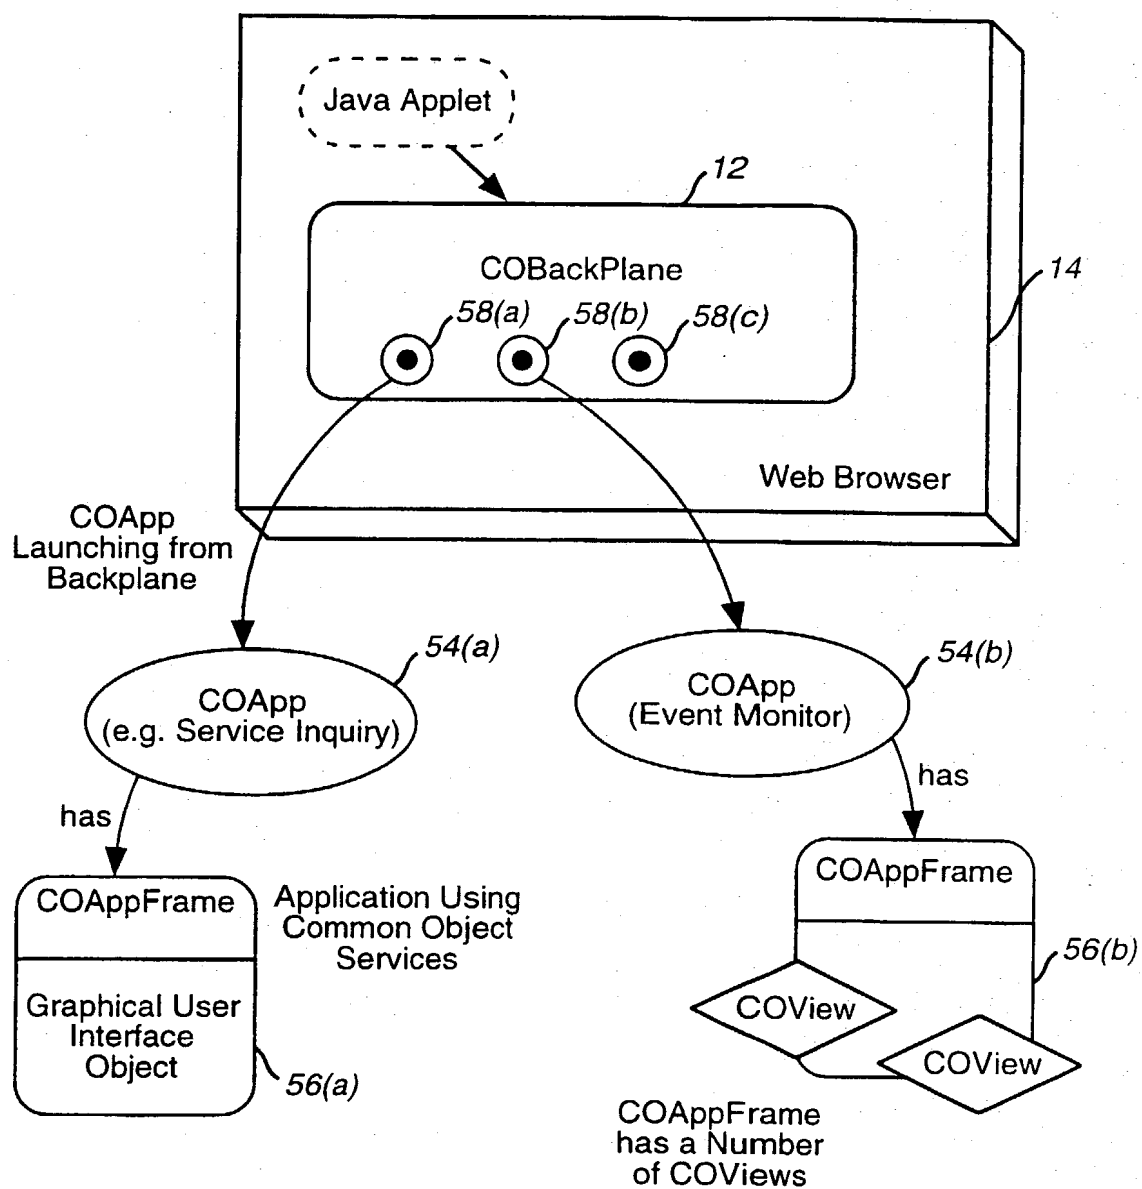 Java Applet
12
COBackPlane
14
58(a)
58(b)
58(c)
Web Browser
COApp
Launching from
Backplane
54(a)
COApp
(e.g. Service Inquiry)
54(b)
COApp
(Event Monitor)
has
has
COAppFrame
Graphical User
Interface
Object
56(a)
Application Using
Common Object
Services
COAppFrame
56(b)
COView
COView
COAppFrame
has a Number
of COViews